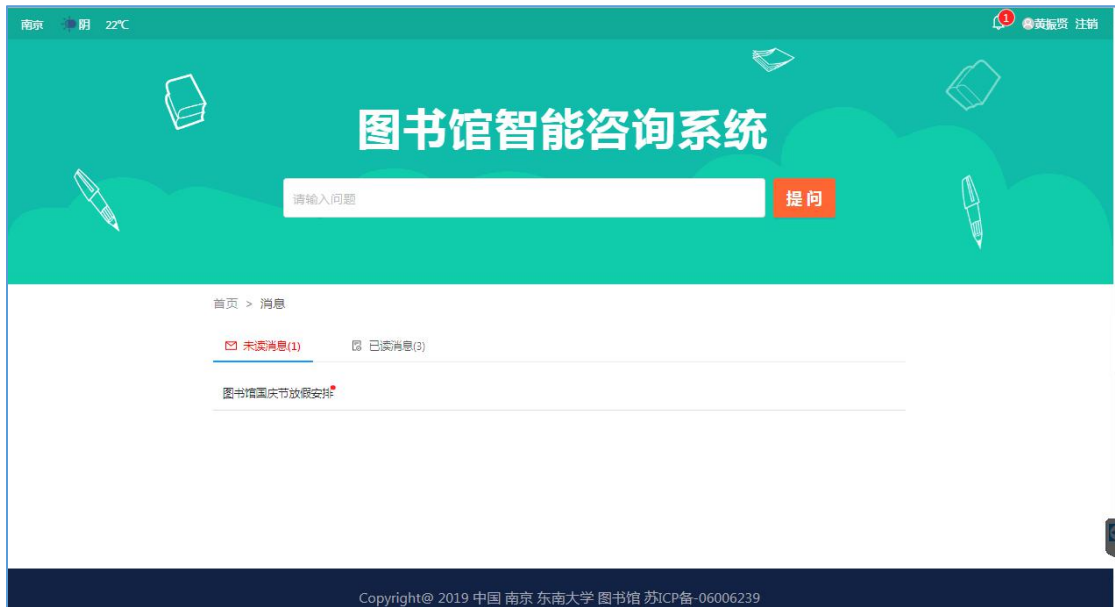 南京 阴 22℃ 1 黄振贤 注销
图书馆智能咨询系统
请输入问题 提问
首页 > 消息
未读消息(1) 已读消息(3)
图书馆国庆节放假安排
Copyright@ 2019 中国 南京 东南大学 图书馆 苏ICP备-06006239